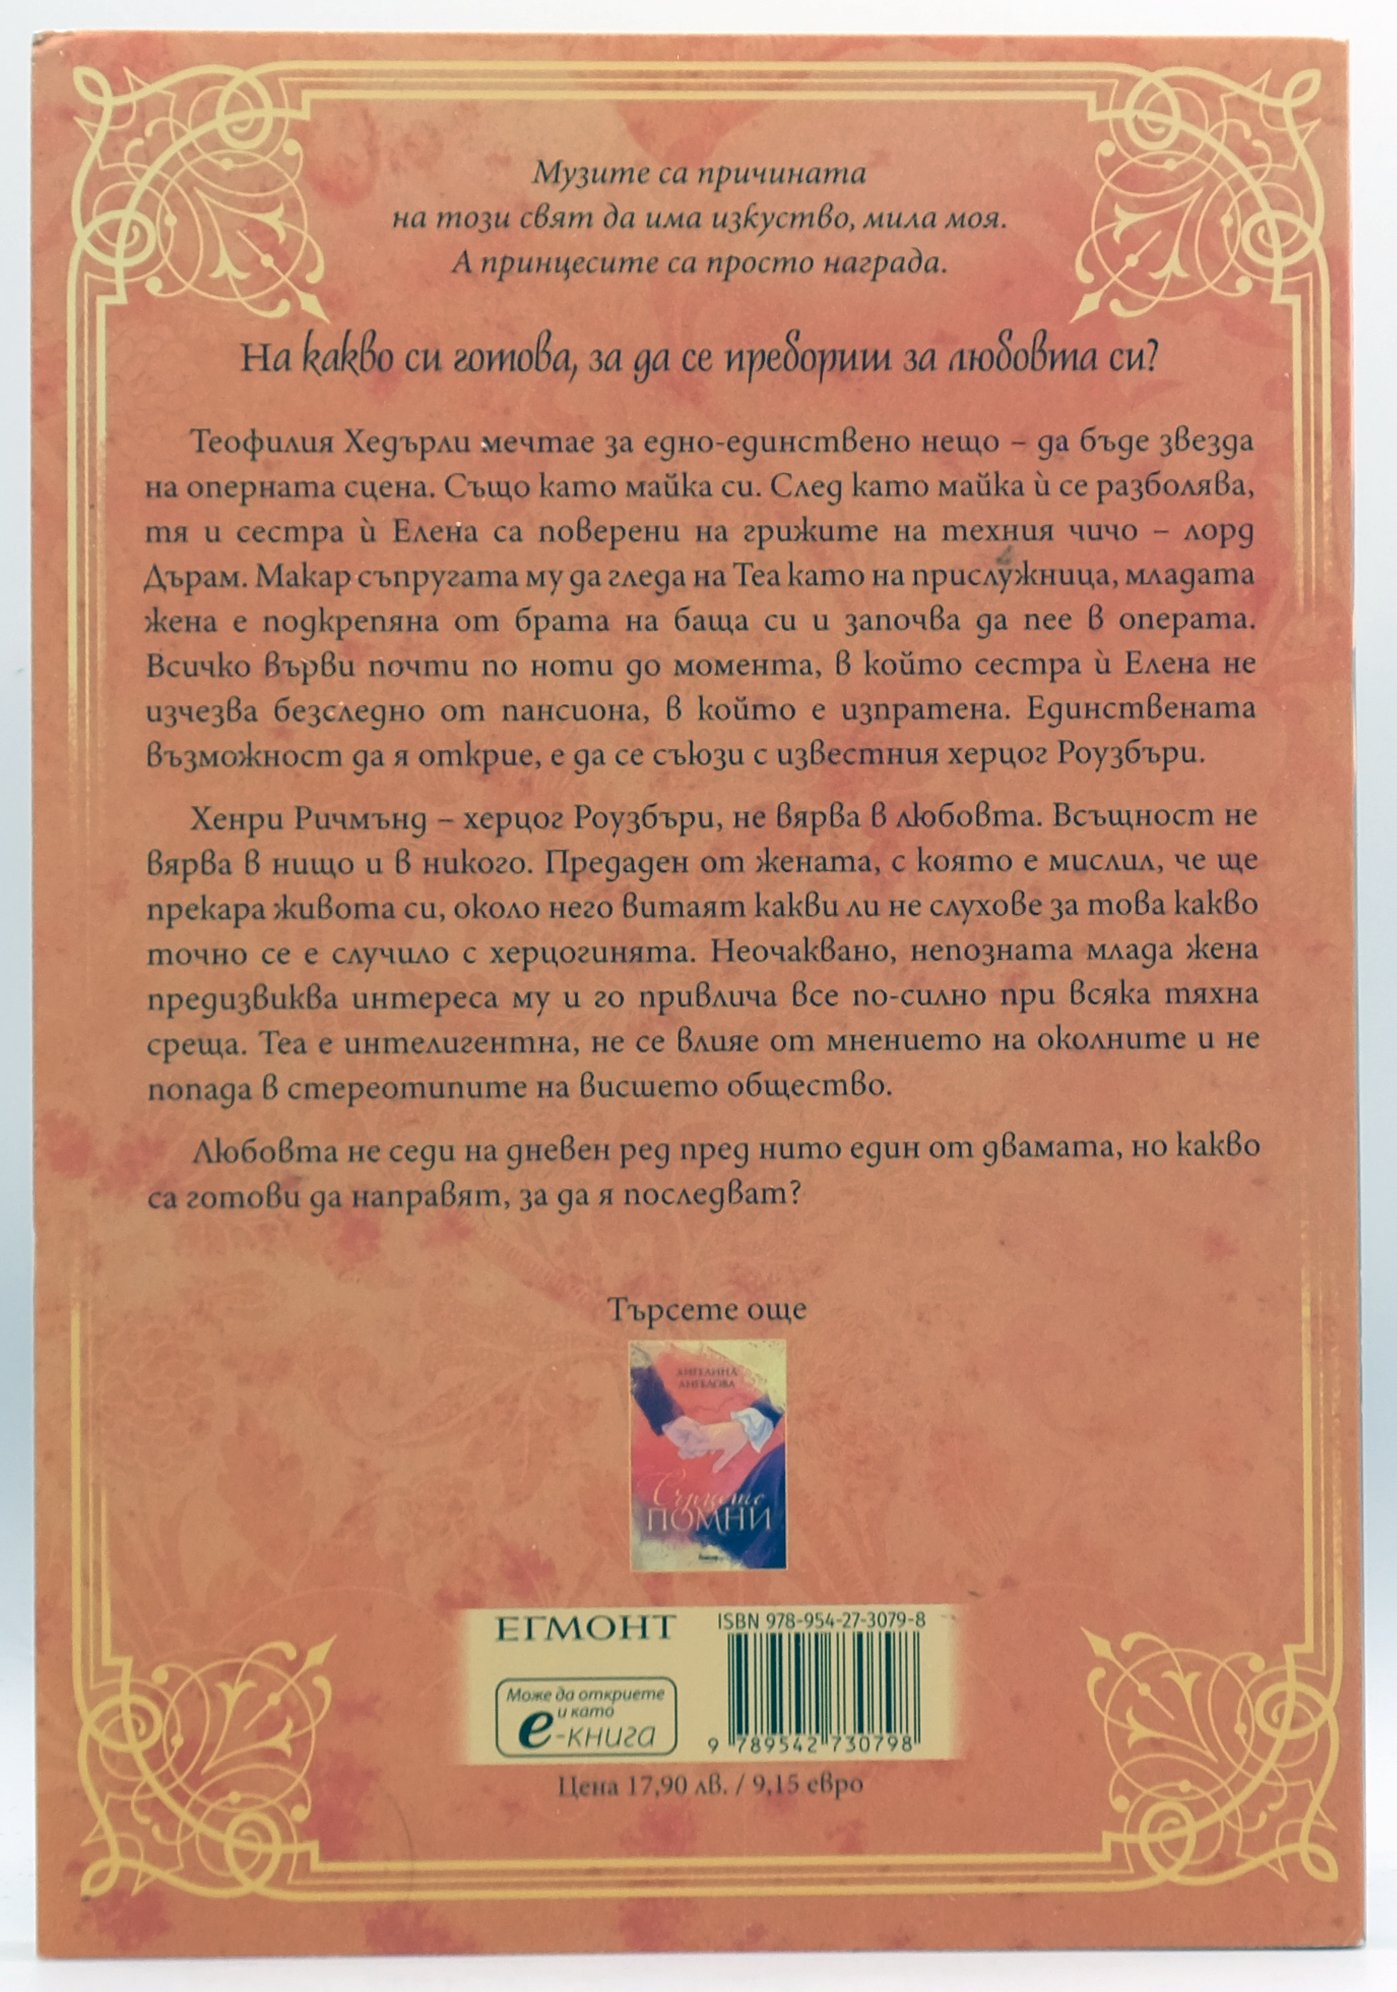 Музите са причината
на този свят да има изкуство, мила моя.
А принцесите са просто награда.
На какво си готова, за да се пребориш за любовта си?
Теофилия Хедърли мечтае за едно-единствено нещо – да бъде звезда
на оперната сцена. Също като майка си. След като майка ѝ се разболява,
тя и сестра ѝ Елена са поверени на грижите на техния чичо – лорд
Дърам. Макар съпругата му да гледа на Теа като на прислужница, младата
жена е подкрепяна от брата на баща си и започва да пее в операта.
Всичко върви почти по ноти до момента, в който сестра ѝ Елена не
изчезва безследно от пансиона, в който е изпратена. Единствената
възможност да я открие, е да се съюзи с известния херцог Роузбъри.
Хенри Ричмънд – херцог Роузбъри, не вярва в любовта. Всъщност не
вярва в нищо и в никого. Предаден от жената, с която е мислил, че ще
прекара живота си, около него витаят какви ли не слухове за това какво
точно се е случило с херцогинята. Неочаквано, непозната млада жена
предизвиква интереса му и го привлича все по-силно при всяка тяхна
среща. Теа е интелигентна, не се влияе от мнението на околните и не
попада в стереотипите на висшето общество.
Любовта не седи на дневен ред пред нито един от двамата, но какво
са готови да направят, за да я последват?
Търсете още
АНГЕЛИНА
АНГЕЛОВА
Сърцето
ПОМНИ
ЕГМОНТ
ISBN 978-954-27-3079-8
Може да откриете
и като
е-книга
9 789542 730798
Цена 17,90 лв. / 9,15 евро